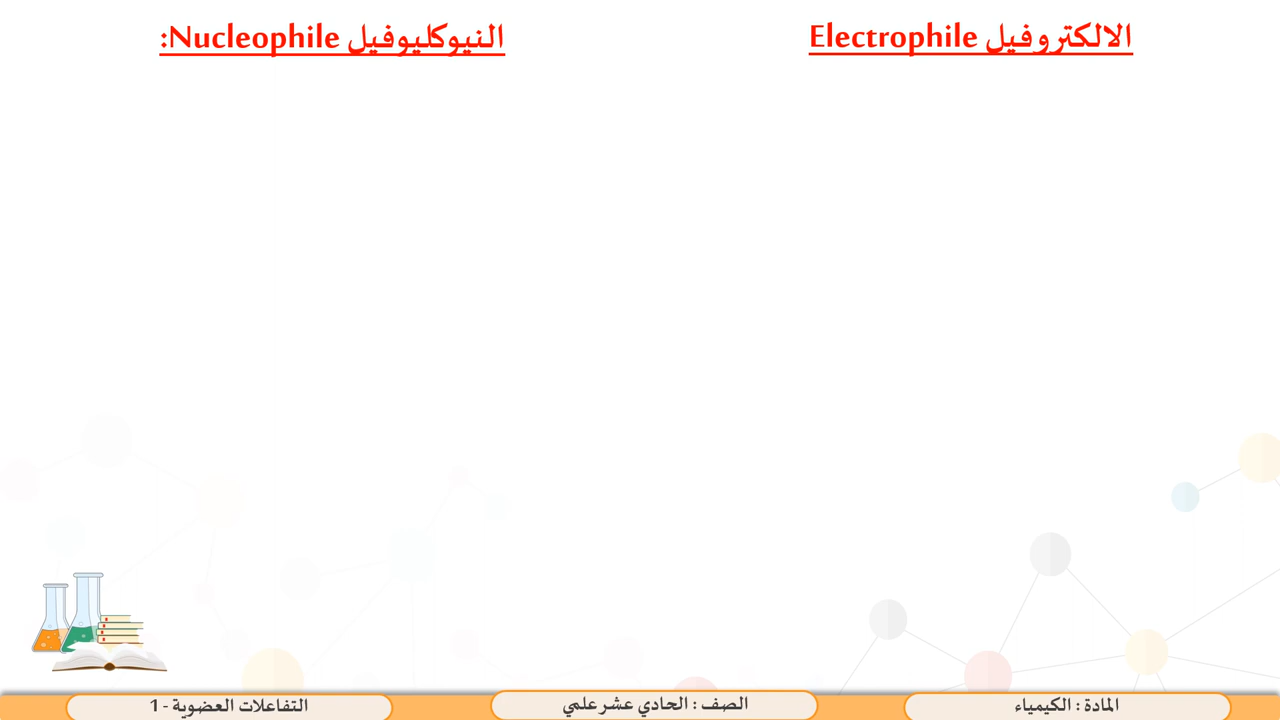 الالكتروفيل Electrophile
النيوكليوفيل Nucleophile:
المادة : الكيمياء
الصف : الحادي عشر علمي
التفاعلات العضوية - 1